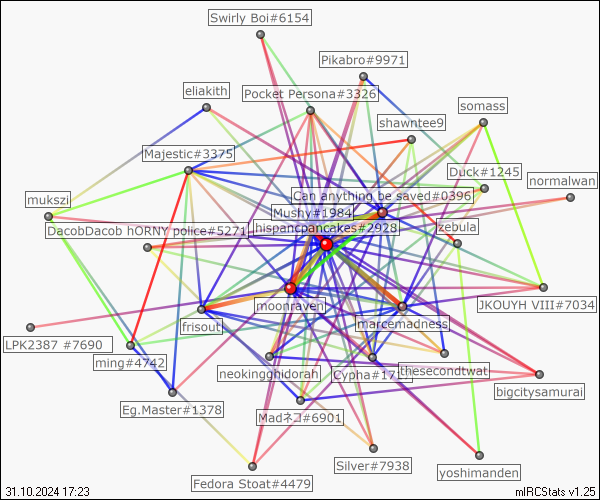 Swirly Boi#6154
Pikabro#9971
eliakith
Pocket Persona#3326
somass
shawntee9
Majestic#3375
Duck#1245
normalwan
Can anything be saved#0396
mukszi
Mushy#1984
DacobDacob HORNY police#5271
hispancpancakes#2928
zebula
moonraven
JKOUYH VIII#7034
frisout
marcemadness
LPK2387 #7690
ming#4742
neokingghidorah
Cypha#1717
thesecondtwat
bigcitysamurai
Eg.Master#1378
Madネコ#6901
Silver#7938
yoshimanden
Fedora Stoat#4479
31.10.2024 17:23
mIRCStats v1.25